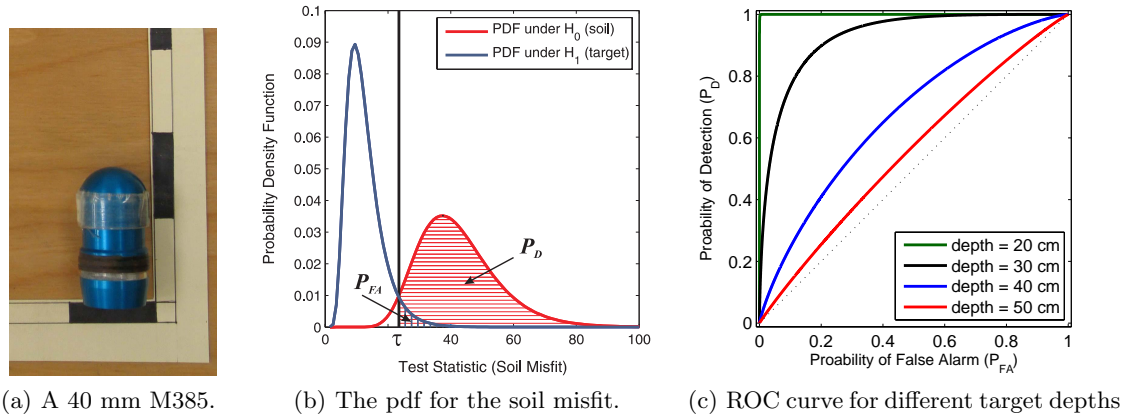 PDF under H0 (soil)
PDF under H1 (target)
0.1
0.09
0.08
0.07
0.06
0.05
0.04
0.03
0.02
0.01
0
Probability Density Function
PD
PFA
0
τ
40
60
80
100
Test Statistic (Soil Misfit)
1
0.8
0.6
0.4
0.2
0
Proability of Detection (PD)
depth = 20 cm
depth = 30 cm
depth = 40 cm
depth = 50 cm
0
0.2
0.4
0.6
0.8
1
Proability of False Alarm (PFA)
(a) A 40 mm M385.
(b) The pdf for the soil misfit.
(c) ROC curve for different target depths